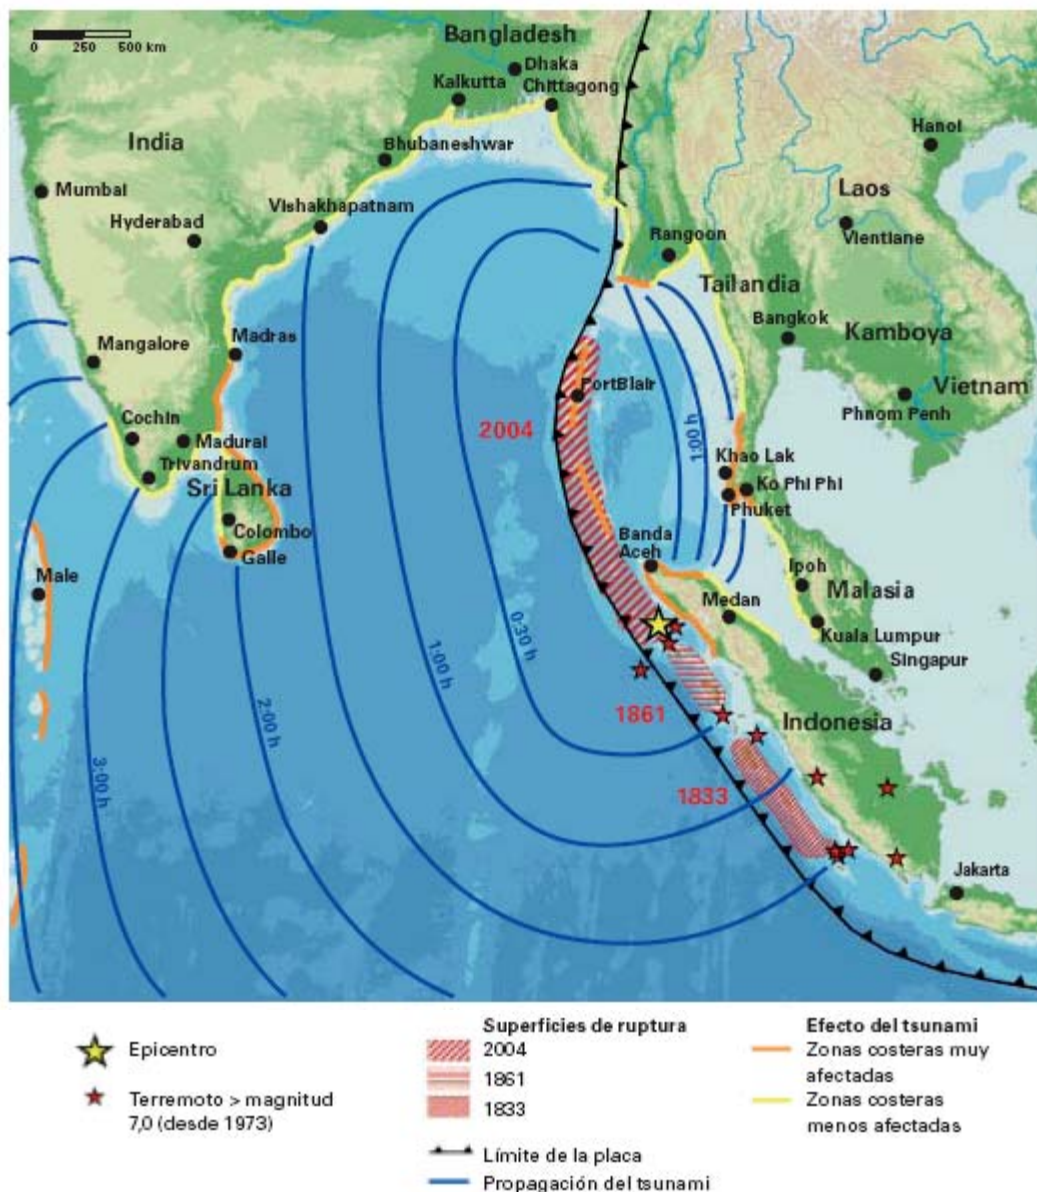 0 250 500 km
Bangladesh
Dhaka
Kalkutta
Chittagong
Hanoi
India
Bhubaneshwar
Laos
Mumbai
Vishakhapatnam
Hyderabad
Vientiane
Rangoon
Tailandia
Bangkok
Madras
Kamboya
Mangalore
Vietnam
PortBlair
Phnom Penh
2004
1:00 h
Cochin
Madurai
Khao Lak
Trivandrum
Ko Phi Phi
Sri Lanka
Phuket
Colombo
Banda
Aceh
Galle
Ipoh
Male
Malasia
Medan
0:30 h
Kuala Lumpur
1:00 h
Singapur
1861
Indonesia
2:00 h
3:00 h
1833
Jakarta
Epicentro
Terremoto > magnitud
7,0 (desde 1973)
Superficies de ruptura
2004
1861
1833
Límite de la placa
Propagación del tsunami
Efecto del tsunami
Zonas costeras muy
afectadas
Zonas costeras
menos afectadas